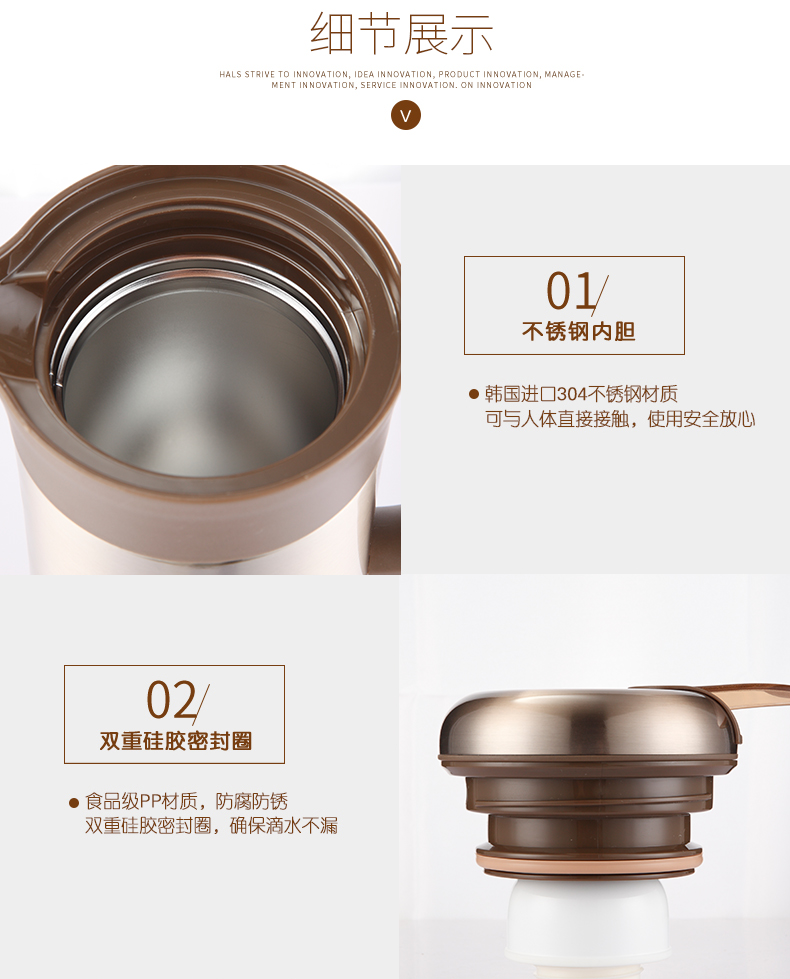 细节展示
HALS STRIVE TO INNOVATION, IDEA INNOVATION, PRODUCT INNOVATION, MANAGE-
MENT INNOVATION, SERVICE INNOVATION. ON INNOVATION
V
01/
不锈钢内胆
● 韩国进口304不锈钢材质
可与人体直接接触，使用安全放心
02/
双重硅胶密封圈
● 食品级PP材质，防腐防锈
双重硅胶密封圈，确保滴水不漏